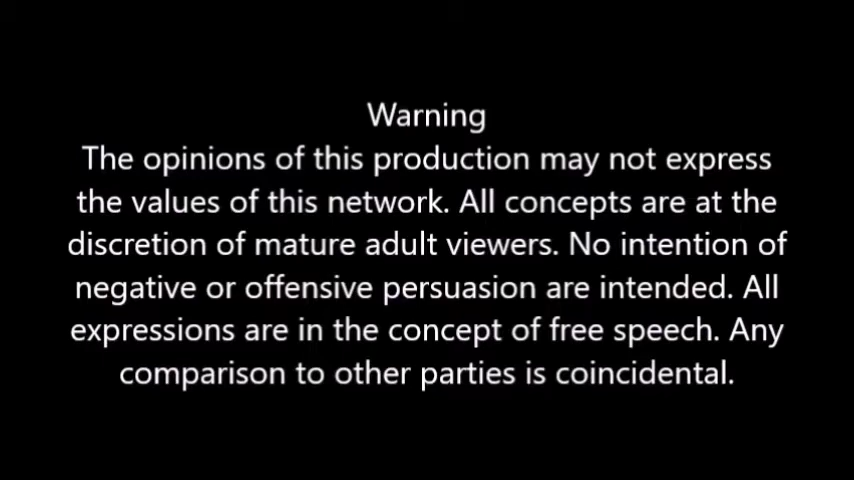 Warning
The opinions of this production may not express
the values of this network. All concepts are at the
discretion of mature adult viewers. No intention of
negative or offensive persuasion are intended. All
expressions are in the concept of free speech. Any
comparison to other parties is coincidental.